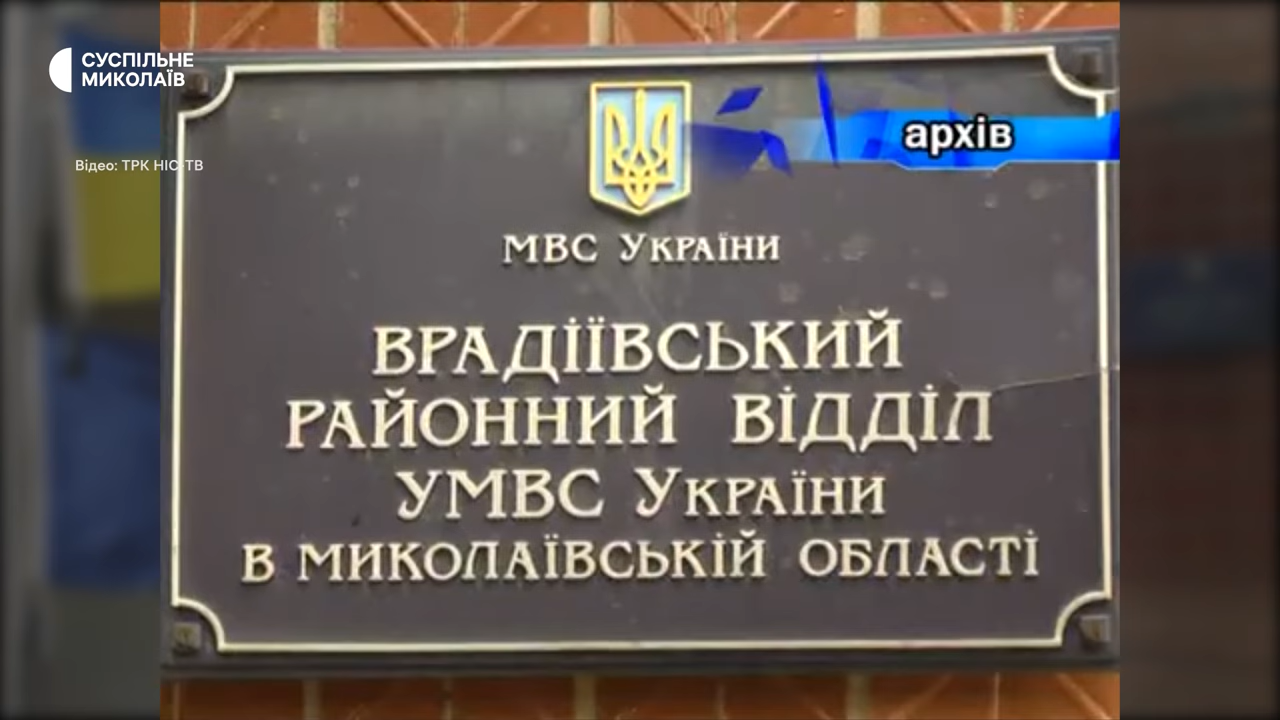 СУСПІЛЬНЕ
МИКОЛАЇВ
архів
Відео: ТРК НІС-ТВ
МВС УКРАЇНИ
ВРАДІЇВСЬКИЙ
РАЙОННИЙ ВІДДІЛ
УМВС УКРАЇНИ
В МИКОЛАЇВСЬКІЙ ОБЛАСТІ